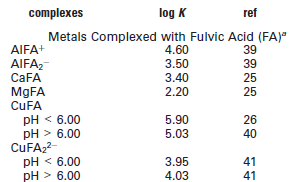 complexes log K ref
Metals Complexed with Fulvic Acid (FA)a
AlFA+ 4.60 39
AlFA2− 3.50 39
CaFA 3.40 25
MgFA 2.20 25
CuFA
pH < 6.00 5.90 26
pH > 6.00 5.03 40
CuFA22−
pH < 6.00 3.95 41
pH > 6.00 4.03 41